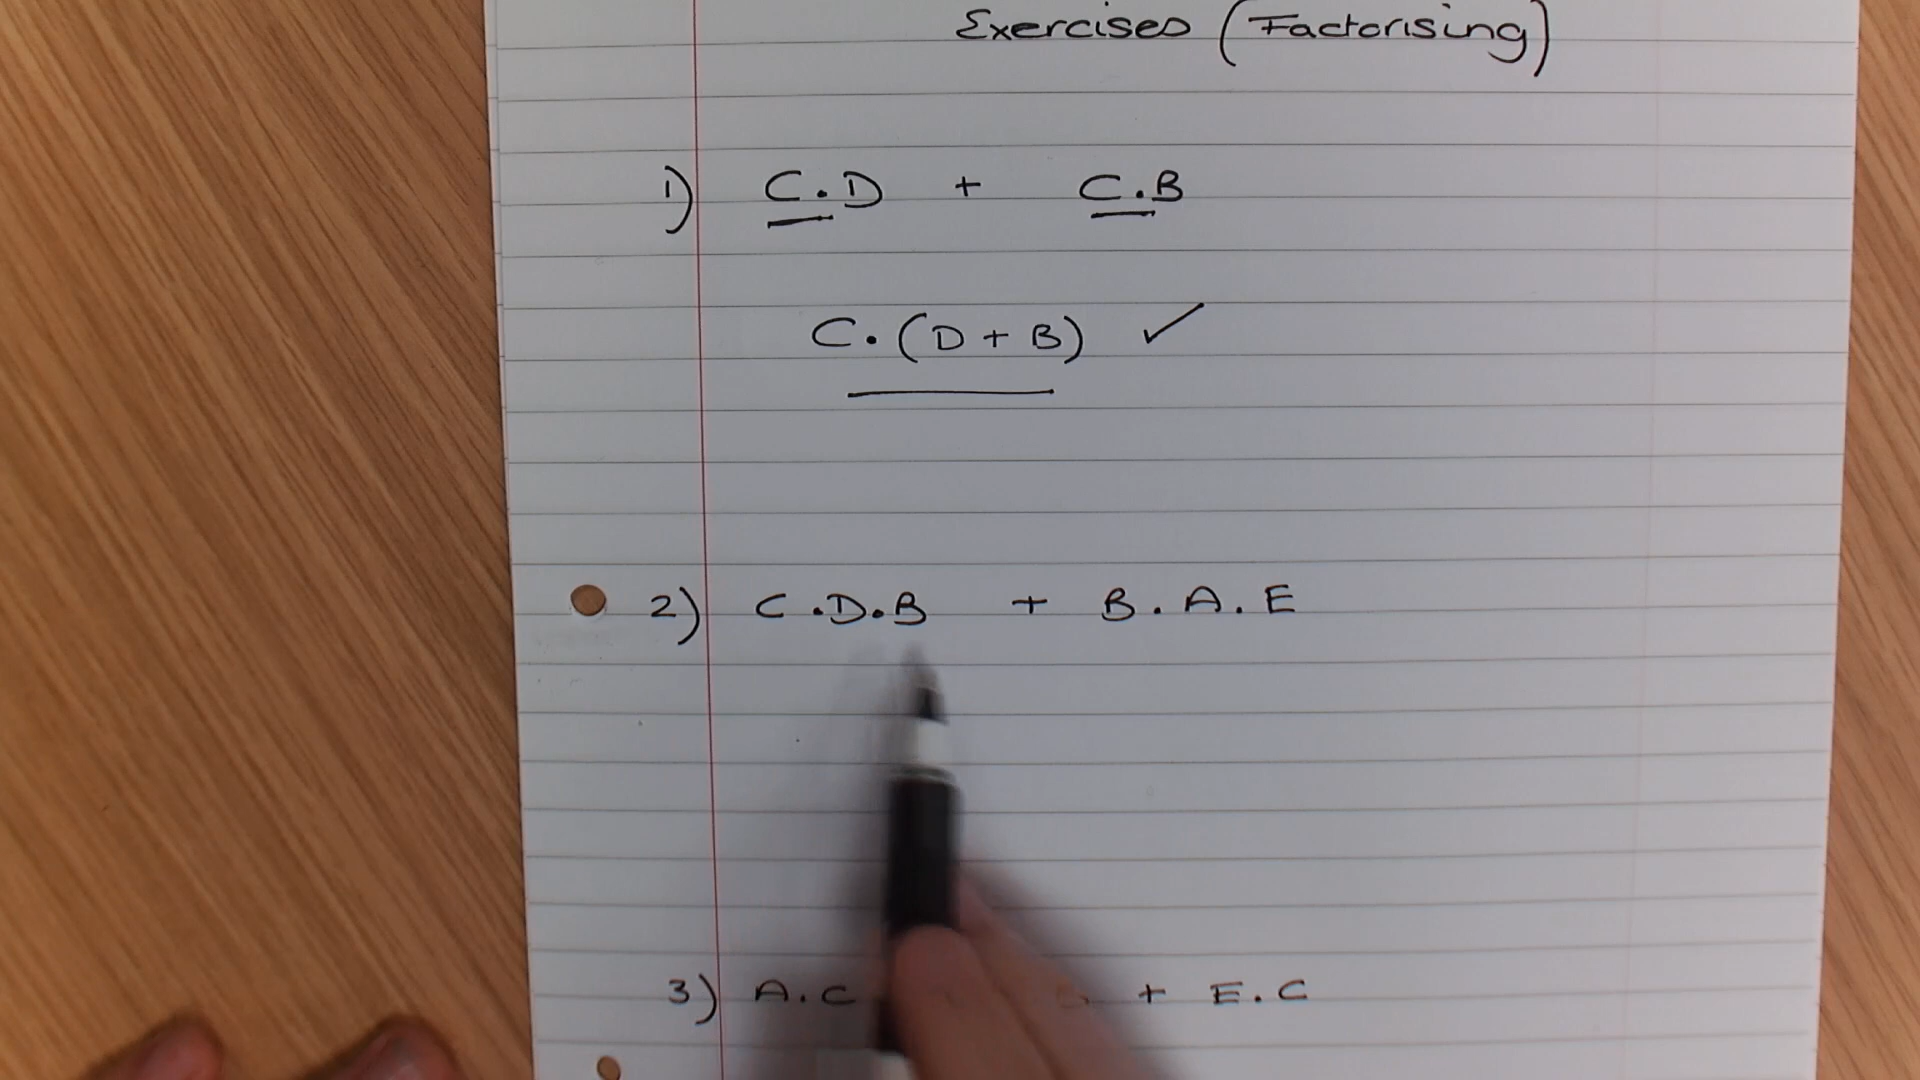 Exercises (Factorising)
1) C.D + C.B
C.(D+B) ✓
2) C.D.B + B.A.E
3) A.C + E.C